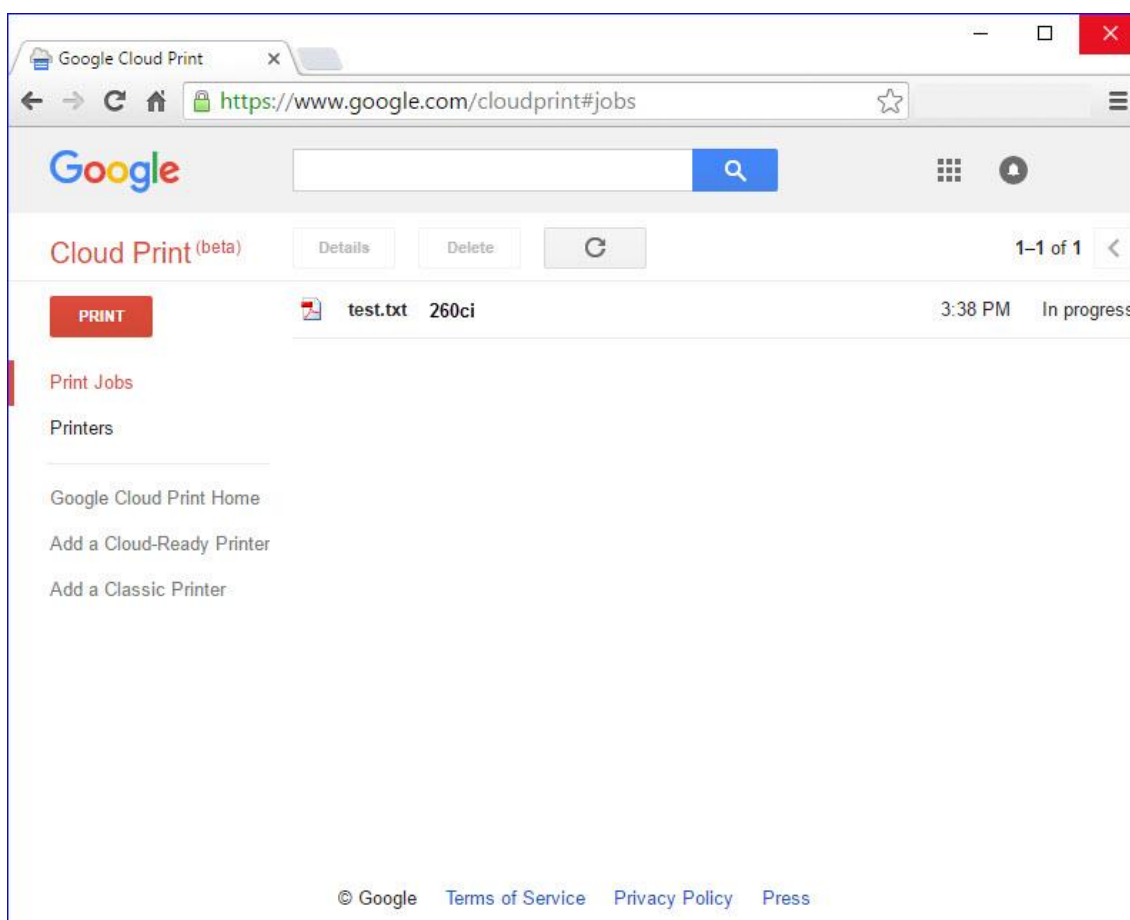 Google Cloud Print
https://www.google.com/cloudprint#jobs
Google
Cloud Print (beta) Details Delete 1–1 of 1
PRINT test.txt 260ci 3:38 PM In progress
Print Jobs
Printers
Google Cloud Print Home
Add a Cloud-Ready Printer
Add a Classic Printer
© Google Terms of Service Privacy Policy Press